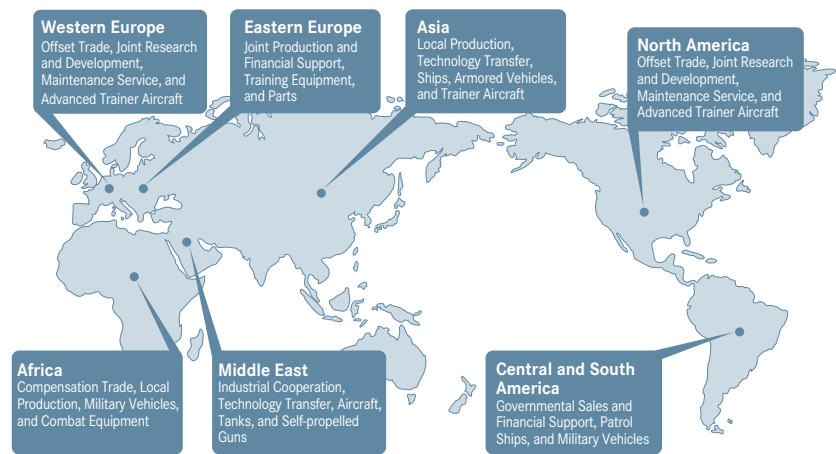 Western Europe
Offset Trade, Joint Research
and Development,
Maintenance Service, and
Advanced Trainer Aircraft
Eastern Europe
Joint Production and
Financial Support,
Training Equipment,
and Parts
Asia
Local Production,
Technology Transfer,
Ships, Armored Vehicles,
and Trainer Aircraft
North America
Offset Trade, Joint Research
and Development,
Maintenance Service, and
Advanced Trainer Aircraft
Africa
Compensation Trade, Local
Production, Military Vehicles,
and Combat Equipment
Middle East
Industrial Cooperation,
Technology Transfer, Aircraft,
Tanks, and Self-propelled
Guns
Central and South
America
Governmental Sales and
Financial Support, Patrol
Ships, and Military Vehicles